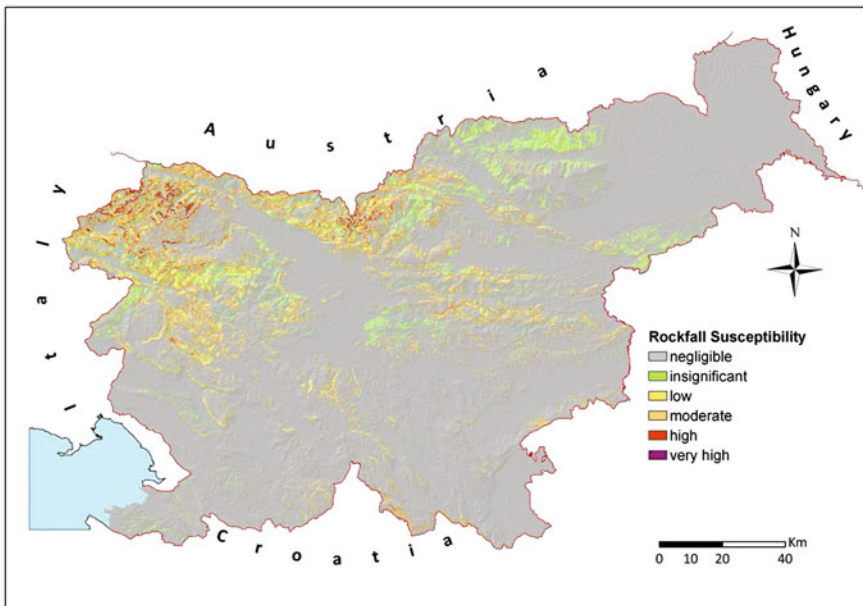 Austria
Hungary
Italy
Croatia
N
Rockfall Susceptibility
negligible
insignificant
low
moderate
high
very high
Km
0 10 20 40